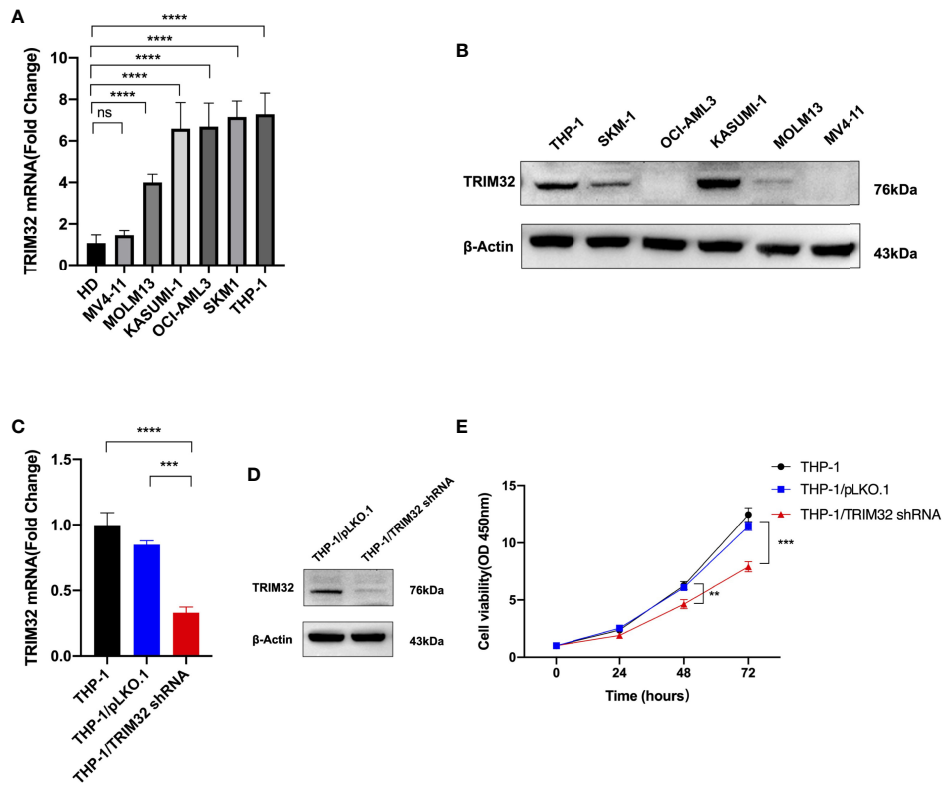 A
****
****
****
****
****
ns
TRIM32 mRNA(Fold Change)
10
8
6
4
2
0
HD
MV4-11
MOLM13
KASUMI-1
OCI-AML3
SKM1
THP-1
B
THP-1
SKM-1
OCI-AML3
KASUMI-1
MOLM13
MV4-11
TRIM32
76kDa
β-Actin
43kDa
C
****
***
TRIM32 mRNA(Fold Change)
1.5
1.0
0.5
0.0
THP-1
THP-1/pLKO.1
THP-1/TRIM32 shRNA
D
THP-1/pLKO.1
THP-1/TRIM32 shRNA
TRIM32
76kDa
β-Actin
43kDa
E
THP-1
THP-1/pLKO.1
THP-1/TRIM32 shRNA
Cell viability(OD 450nm)
15
10
5
0
**
***
0
24
48
72
Time (hours)